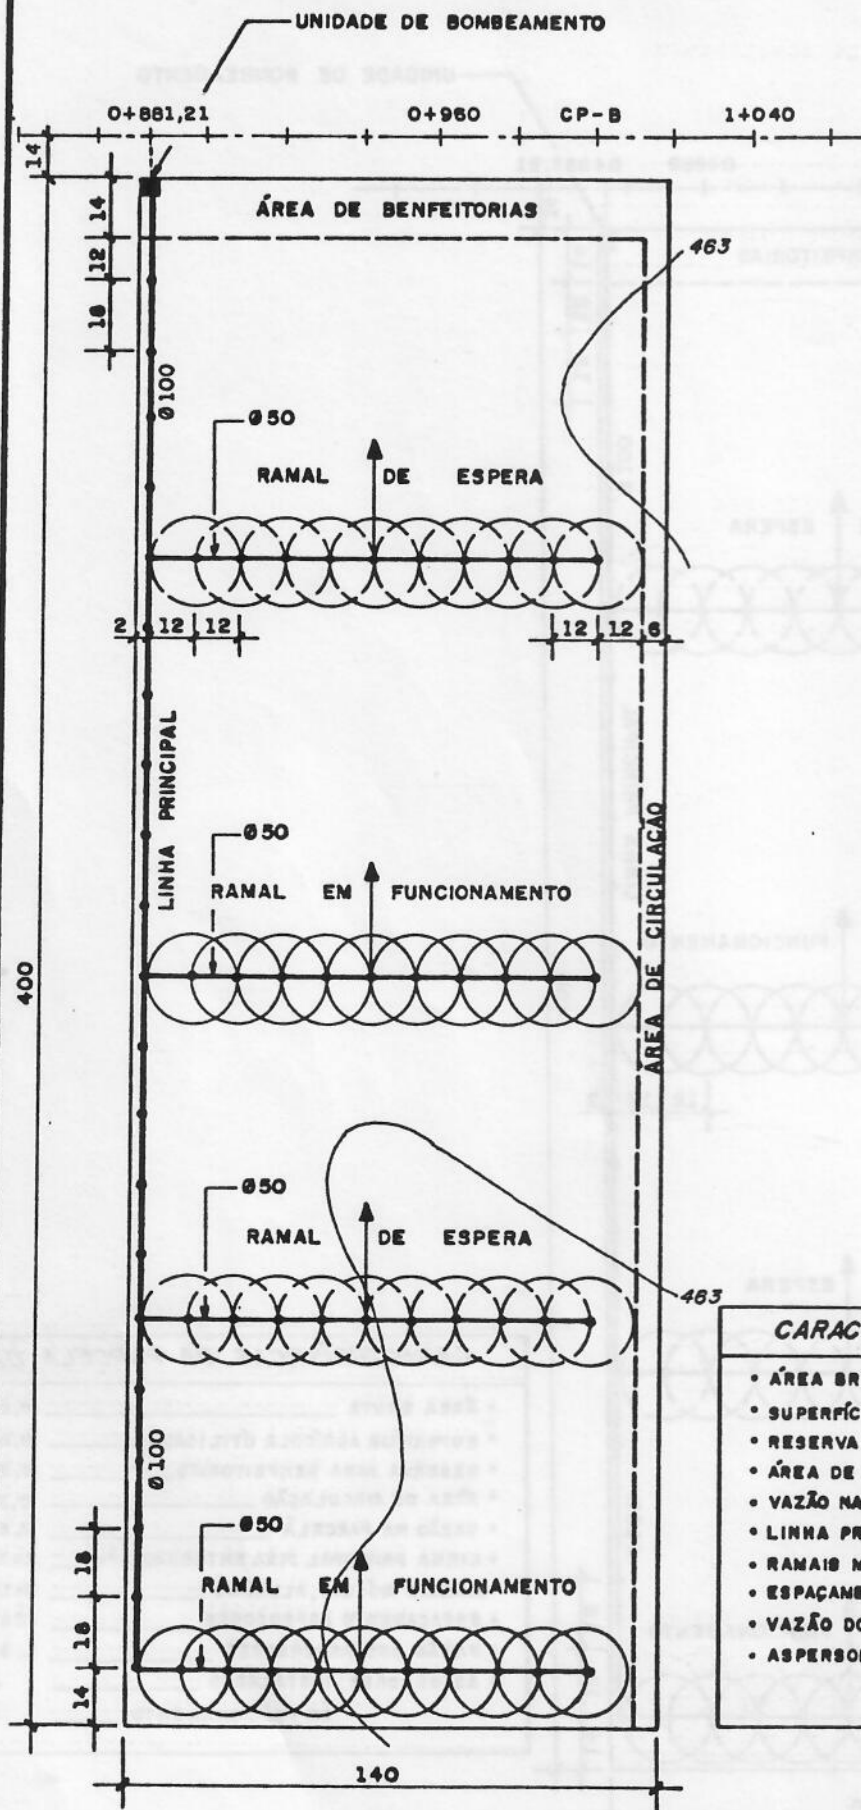 UNIDADE DE BOMBEAMENTO
0+881,21 0+960 CP-B 1+040
14
14
ÁREA DE BENFEITORIAS
12
463
18
Ø100
Ø50
RAMAL DE ESPERA
2 12 12 12 12 6
LINHA PRINCIPAL
Ø50
ÁREA DE CIRCULAÇÃO
RAMAL EM FUNCIONAMENTO
400
Ø50
RAMAL DE ESPERA
463
CARAC
• ÁREA BR
• SUPERFÍC
• RESERVA
• ÁREA DE
• VAZÃO NA
• LINHA PR
• RAMAIS M
• ESPAÇAME
• VAZÃO DO
• ASPERSOR
Ø100
Ø50
18
RAMAL EM FUNCIONAMENTO
18
14
140